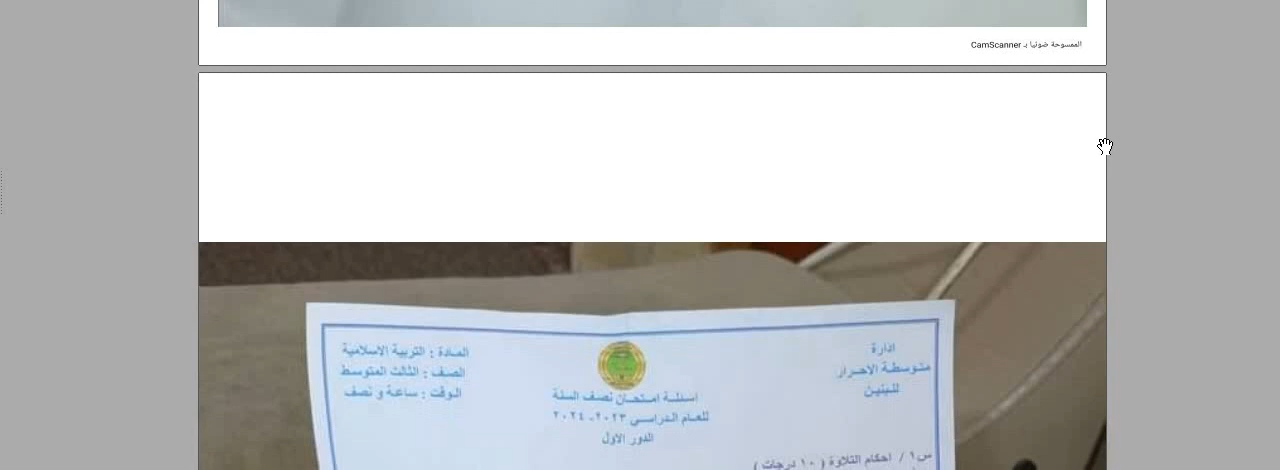 الممسوحة ضوئيا بـ CamScanner
ادارة
متوسطة الاحرار
للبنين
اسئلة امتحان نصف السنة
للعام الدراسي ٢٠٢٣-٢٠٢٤
الدور الاول
المادة : التربية الاسلامية
الصف : الثالث المتوسط
الوقت : ساعة و نصف
س١ / احكام التلاوة ( ١٠ درجات )